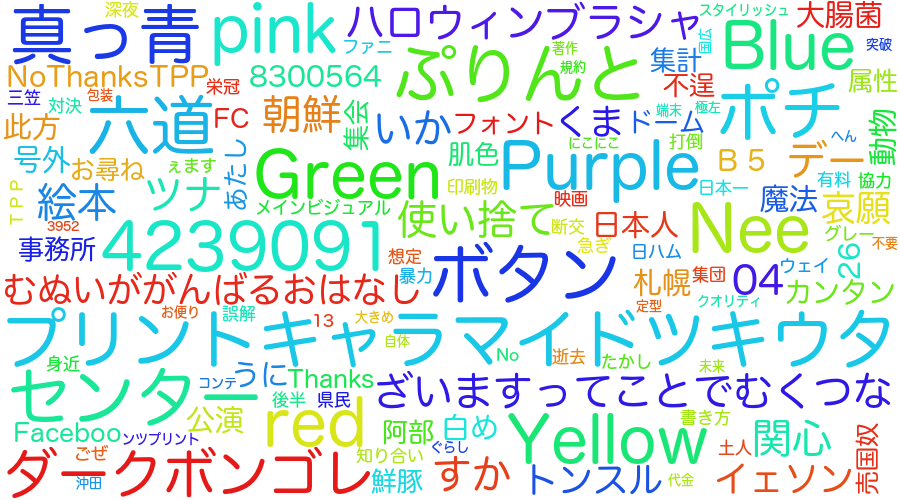 深夜
真っ青
pink
ハロウィンブラシャ
スタイリッシュ
大腸菌
ファニ
ぷりんと
著作
規約
集計
国広
Blue
突破
NoThanksTPP
8300564
不逞
属性
三笠
対決
包装
栄冠
六道
FC
朝鮮
集会
いか
フォント
くま
ドーム
端末
極左
ポチ
動物
此方
号外
お尋ね
ぇます
あたし
Green
肌色
にこにこ
Purple
打倒
B5
デー
へん
TPP
絵本
ツナ
メインビジュアル
印刷物
映画
日本一
有料
協力
3952
使い捨て
断交
日本人
魔法
哀願
事務所
4239091
想定
ボタン
急ぎ
日ハム
Nee
グレー
不要
暴力
札幌
集団
04
ウェイ
26
むぬいががんばるおはなし
定型
クオリティ
カンタン
お便り
誤解
13
大きめ
自体
プリントキャラマイドツキウタ
身近
No
逝去
たかし
未来
センター
コンテ
うに
Thanks
ざいますってことでむくつな
後半
県民
公演
red
Faceboo
ンツプリント
阿部
白め
Yellow
書き方
関心
売国奴
ダークボンゴレ
ごぜ
沖田
知り合い
鮮豚
ぐらし
すか
トンスル
代金
土人
イェソン